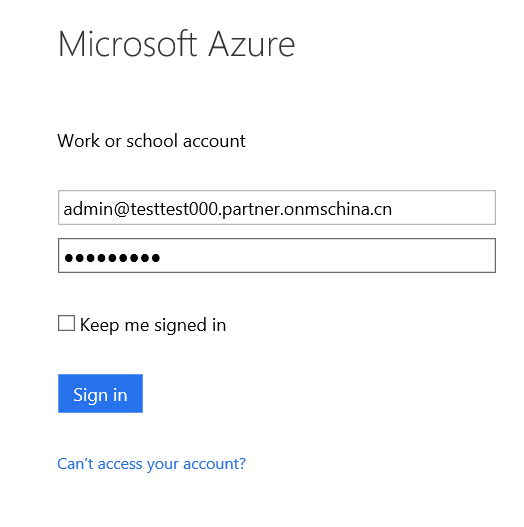 Microsoft Azure
Work or school account
admin@testtest000.partner.onmschina.cn
●●●●●●●●●
Keep me signed in
Sign in
Can't access your account?